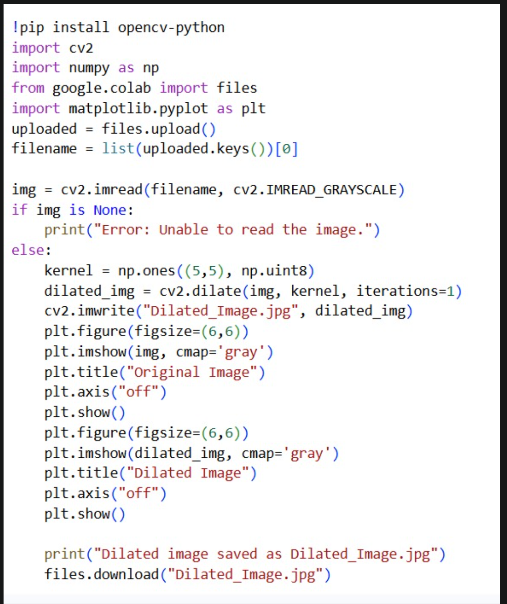 !pip install opencv-python
import cv2
import numpy as np
from google.colab import files
import matplotlib.pyplot as plt
uploaded = files.upload()
filename = list(uploaded.keys())[0]

img = cv2.imread(filename, cv2.IMREAD_GRAYSCALE)
if img is None:
    print("Error: Unable to read the image.")
else:
    kernel = np.ones((5,5), np.uint8)
    dilated_img = cv2.dilate(img, kernel, iterations=1)
    cv2.imwrite("Dilated_Image.jpg", dilated_img)
    plt.figure(figsize=(6,6))
    plt.imshow(img, cmap='gray')
    plt.title("Original Image")
    plt.axis("off")
    plt.show()
    plt.figure(figsize=(6,6))
    plt.imshow(dilated_img, cmap='gray')
    plt.title("Dilated Image")
    plt.axis("off")
    plt.show()

    print("Dilated image saved as Dilated_Image.jpg")
    files.download("Dilated_Image.jpg")